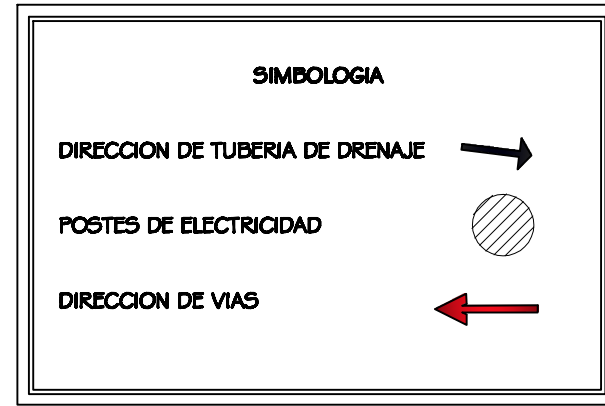 SIMBOLOGIA
DIRECCION DE TUBERIA DE DRENAJE
POSTES DE ELECTRICIDAD
DIRECCION DE VIAS